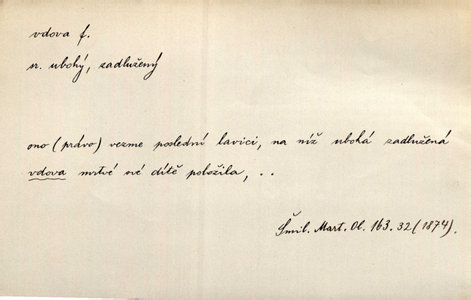 vdova f.
sr. ubohý, zadlužený
ono (právo) vezme poslední lavici, na níž ubohá zadlužená
vdova mrtvé své dítě položila, . .
Šmil. Mart. Ol. 163. 32 (1874).